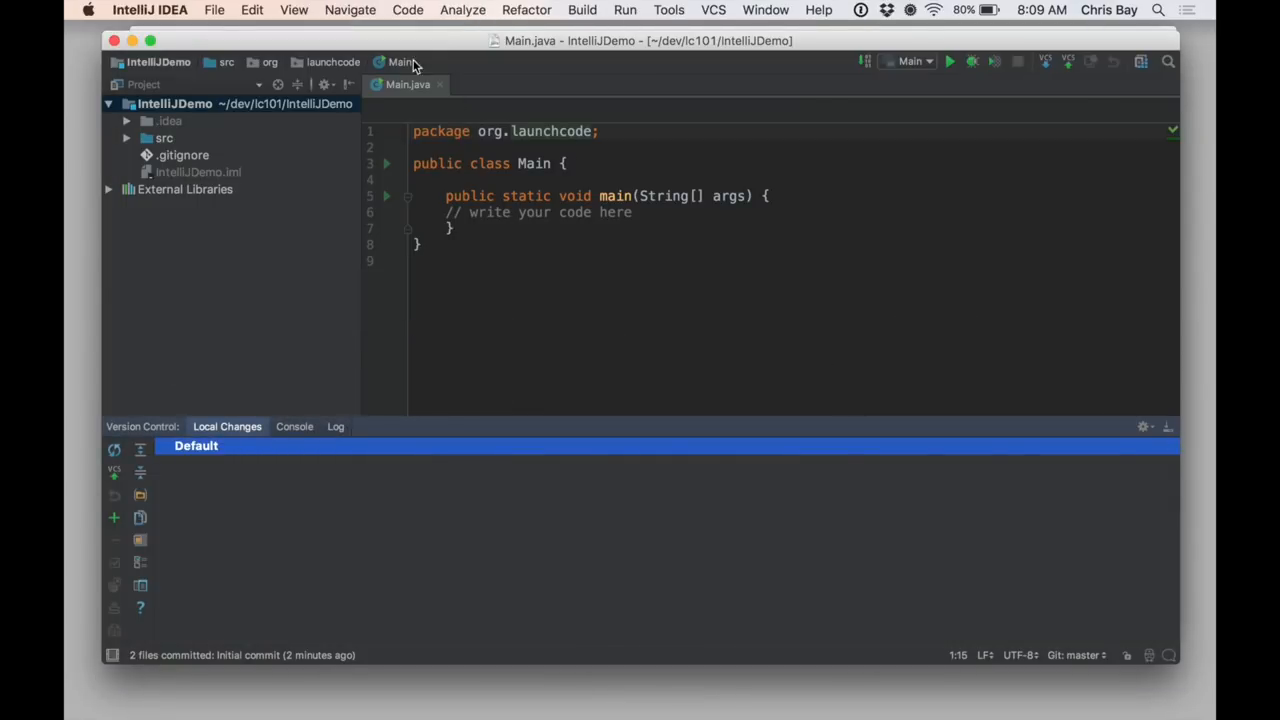 IntelliJ IDEA File Edit View Navigate Code Analyze Refactor Build Run Tools VCS Window Help 80% 8:09 AM Chris Bay
Main.java - IntelliJDemo - [~/dev/lc101/IntelliJDemo]
IntelliJDemo src org launchcode Main Main
Project Main.java
IntelliJDemo ~/dev/lc101/IntelliJDemo
.idea
src
.gitignore
IntelliJDemo.iml
External Libraries
1 package org.launchcode;
2
3 public class Main {
4
5 public static void main(String[] args) {
6 // write your code here
7 }
8 }
9
Version Control: Local Changes Console Log
Default
2 files committed: Initial commit (2 minutes ago) 1:15 LF UTF-8 Git: master